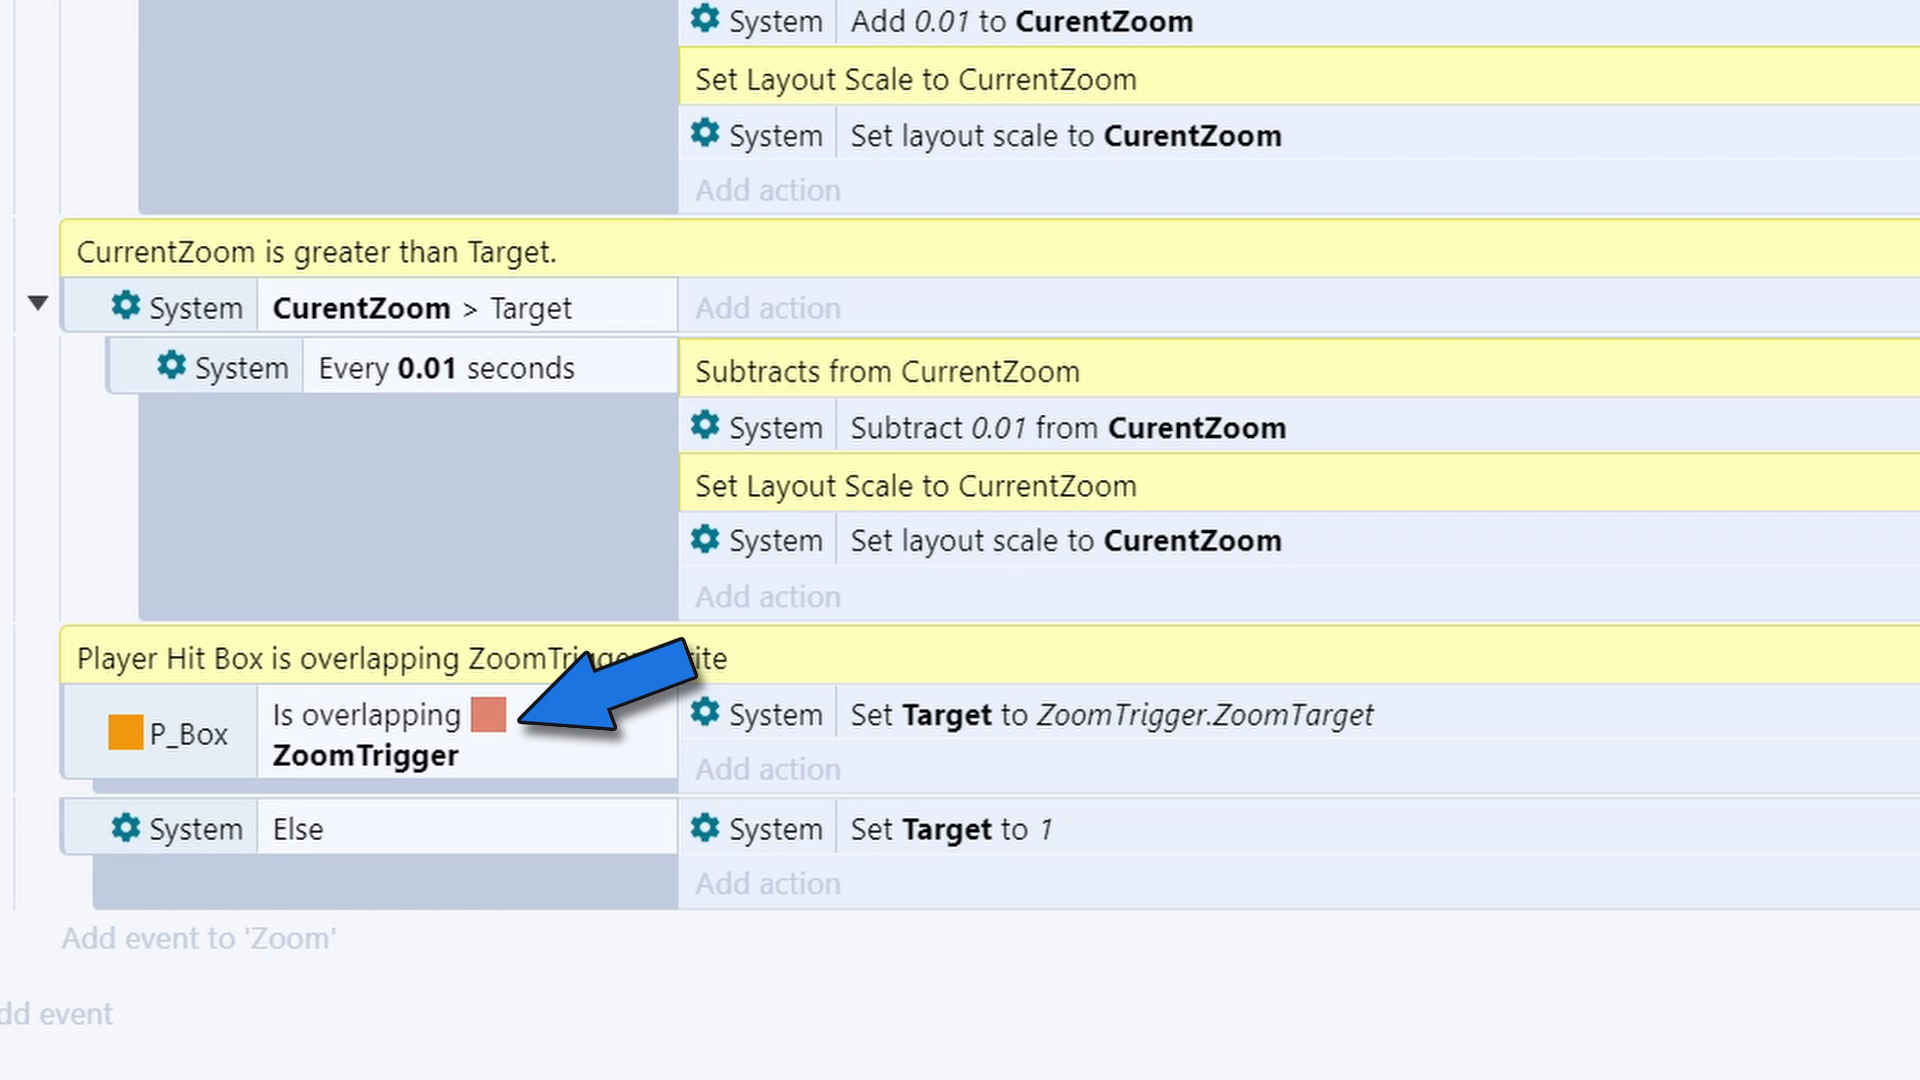 System Add 0.01 to CurentZoom
Set Layout Scale to CurrentZoom
System Set layout scale to CurentZoom
Add action
CurrentZoom is greater than Target.
System CurentZoom > Target Add action
System Every 0.01 seconds Subtracts from CurrentZoom
System Subtract 0.01 from CurentZoom
Set Layout Scale to CurrentZoom
System Set layout scale to CurentZoom
Add action
Player Hit Box is overlapping
P_Box Is overlapping System Set Target to ZoomTrigger.ZoomTarget
ZoomTrigger Add action
System Else System Set Target to 1
Add action
Add event to 'Zoom'
dd event